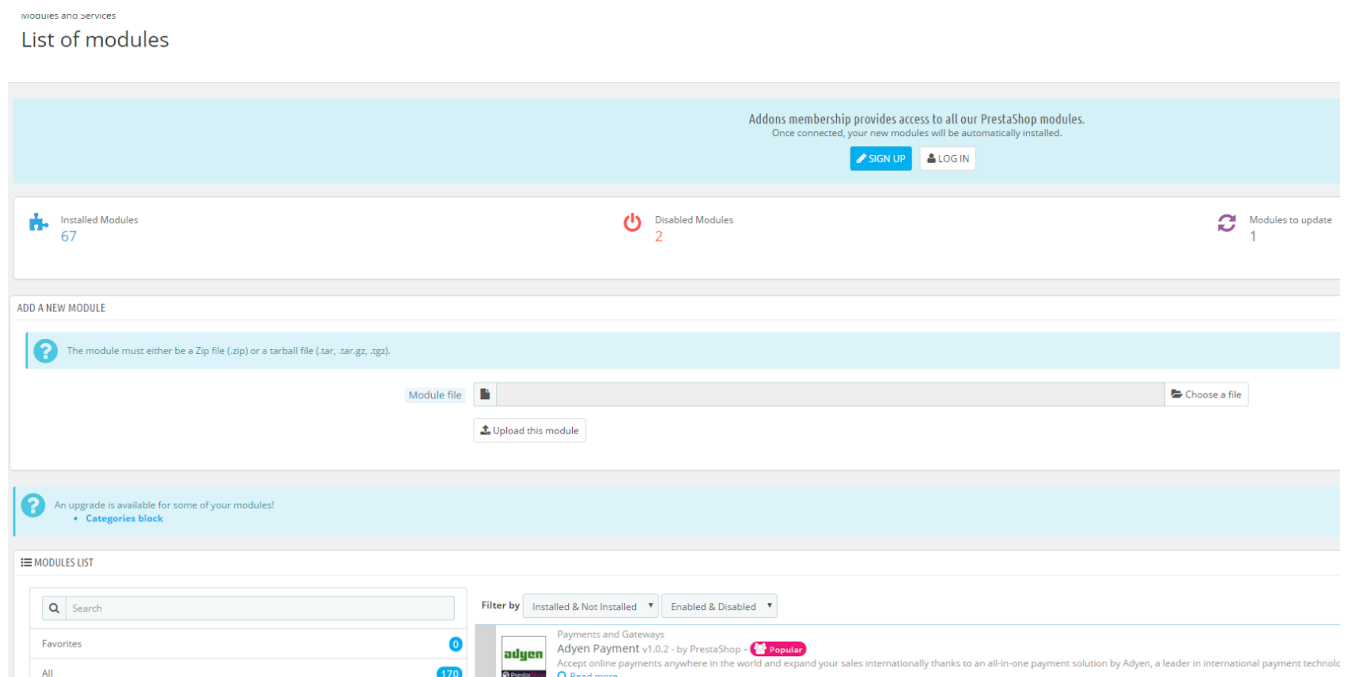 Modules and Services
List of modules
Addons membership provides access to all our PrestaShop modules.
Once connected, your new modules will be automatically installed.
SIGN UP
LOG IN
Installed Modules
67
Disabled Modules
2
Modules to update
1
ADD A NEW MODULE
The module must either be a Zip file (.zip) or a tarball file (.tar, .tar.gz, .tgz).
Module file
Choose a file
Upload this module
An upgrade is available for some of your modules!
• Categories block
MODULES LIST
Search
Filter by
Installed & Not Installed
Enabled & Disabled
Favorites
0
All
170
adyen
Payments and Gateways
Adyen Payment v1.0.2 - by PrestaShop - Popular
Accept online payments anywhere in the world and expand your sales internationally thanks to an all-in-one payment solution by Adyen, a leader in international payment technolo
Read more